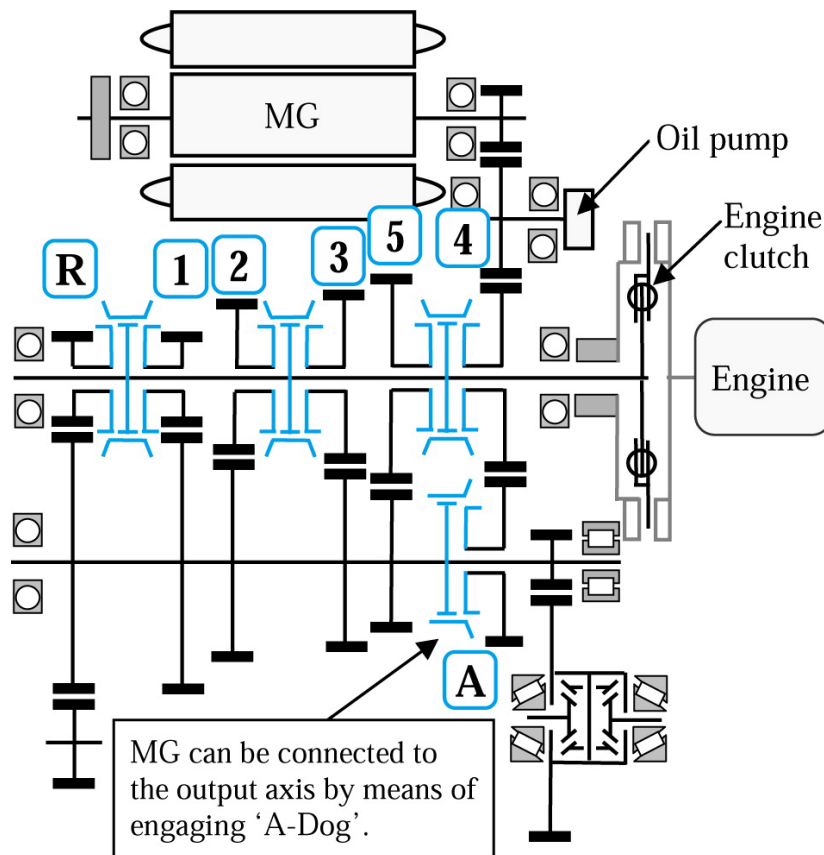 MG
Oil pump
Engine
clutch
R
1
2
3
5
4
Engine
A
MG can be connected to
the output axis by means of
engaging ‘A-Dog’.